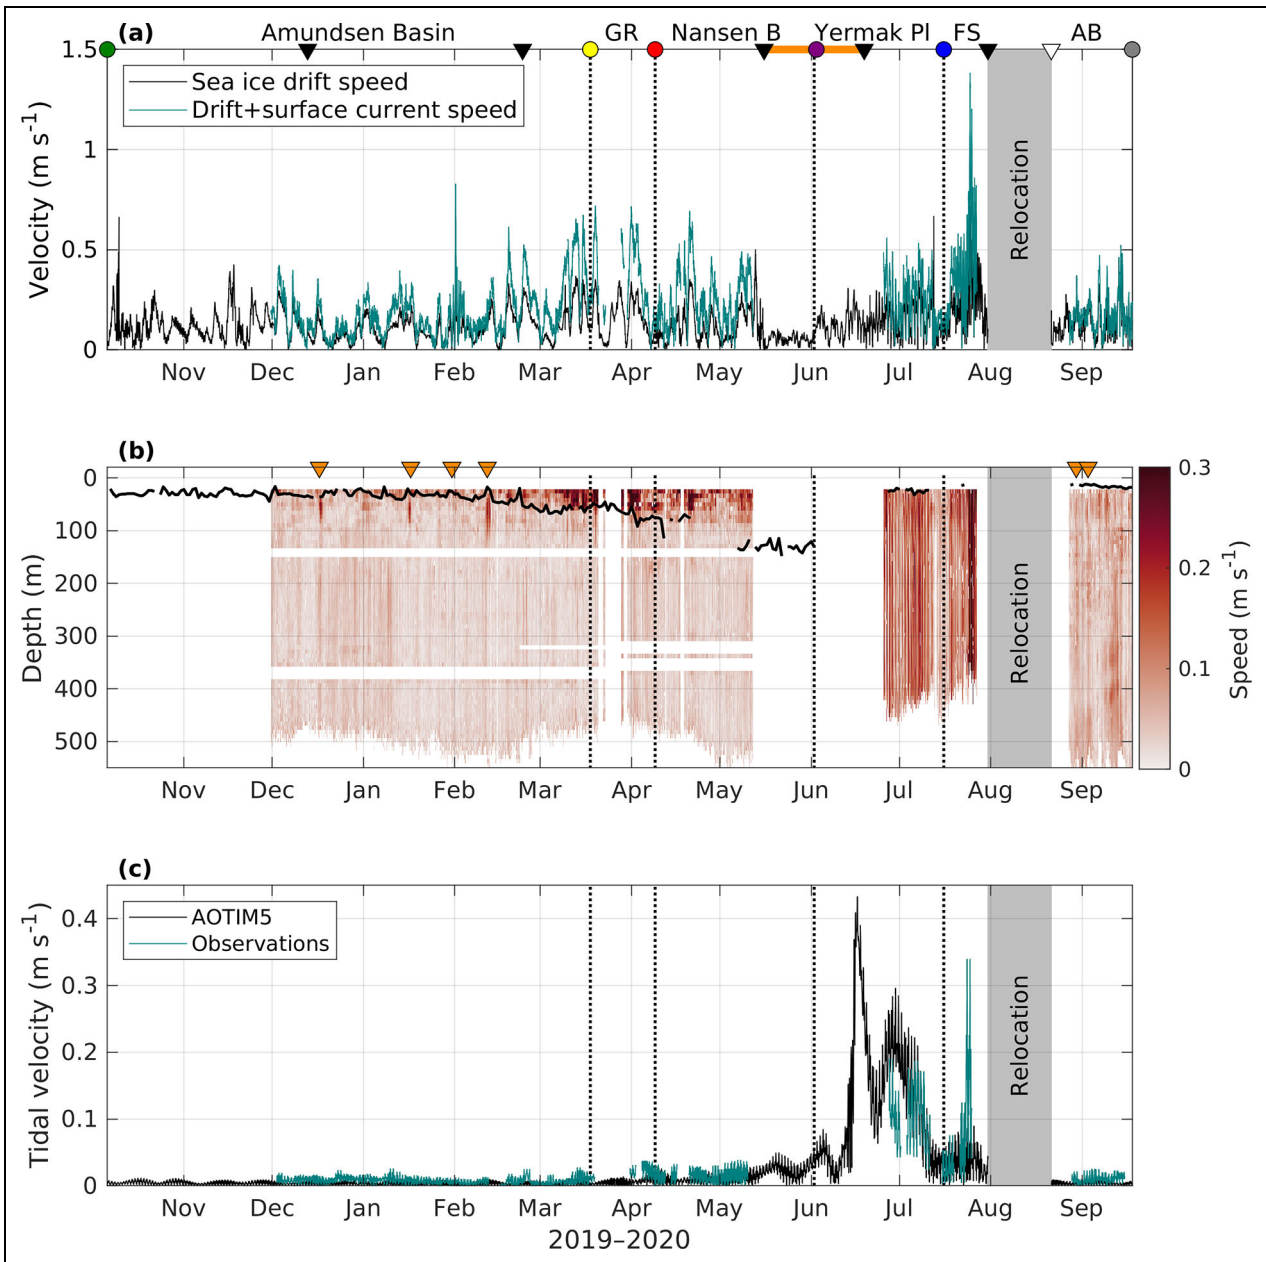 (a)
Amundsen Basin GR Nansen B Yermak Pl FS AB
1.5
1
0.5
0
Velocity (m s-1)
Sea ice drift speed
Drift+surface current speed
Relocation
Nov Dec Jan Feb Mar Apr May Jun Jul Aug Sep
(b)
0
100
200
300
400
500
Depth (m)
Relocation
0.3
0.2
0.1
0
Speed (m s-1)
Nov Dec Jan Feb Mar Apr May Jun Jul Aug Sep
(c)
0.4
0.3
0.2
0.1
0
Tidal velocity (m s-1)
AOTIM5
Observations
Relocation
Nov Dec Jan Feb Mar Apr May Jun Jul Aug Sep
2019–2020